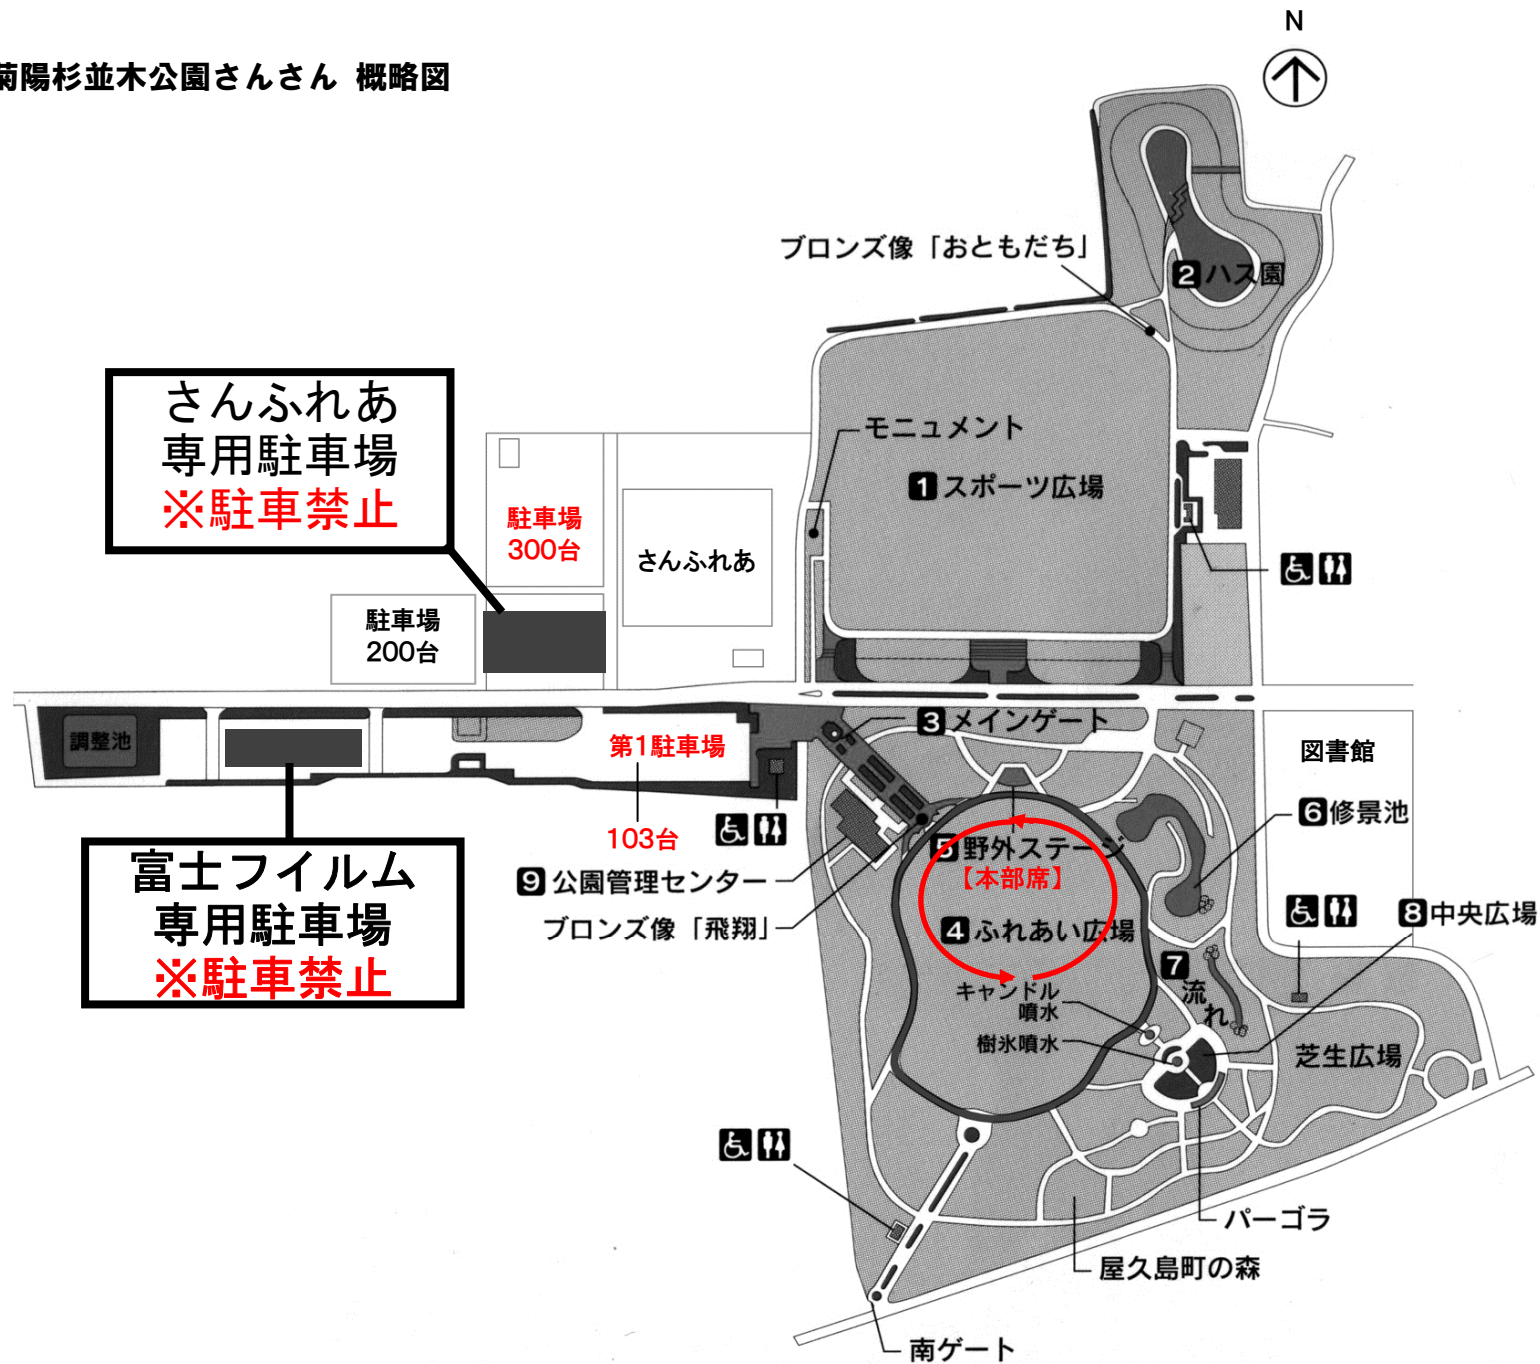 菊陽杉並木公園さんさん 概略図
N
ブロンズ像「おともだち」
2 ハス園
さんふれあ
専用駐車場
※駐車禁止
モニュメント
1 スポーツ広場
駐車場
300台
さんふれあ
駐車場
200台
3 メインゲート
調整池
第1駐車場
図書館
103台
6 修景池
5 野外ステージ
【本部席】
富士フイルム
専用駐車場
※駐車禁止
9 公園管理センター
ブロンズ像「飛翔」
4 ふれあい広場
8 中央広場
7
流れ
キャンドル
噴水
樹氷噴水
芝生広場
パーゴラ
屋久島町の森
南ゲート